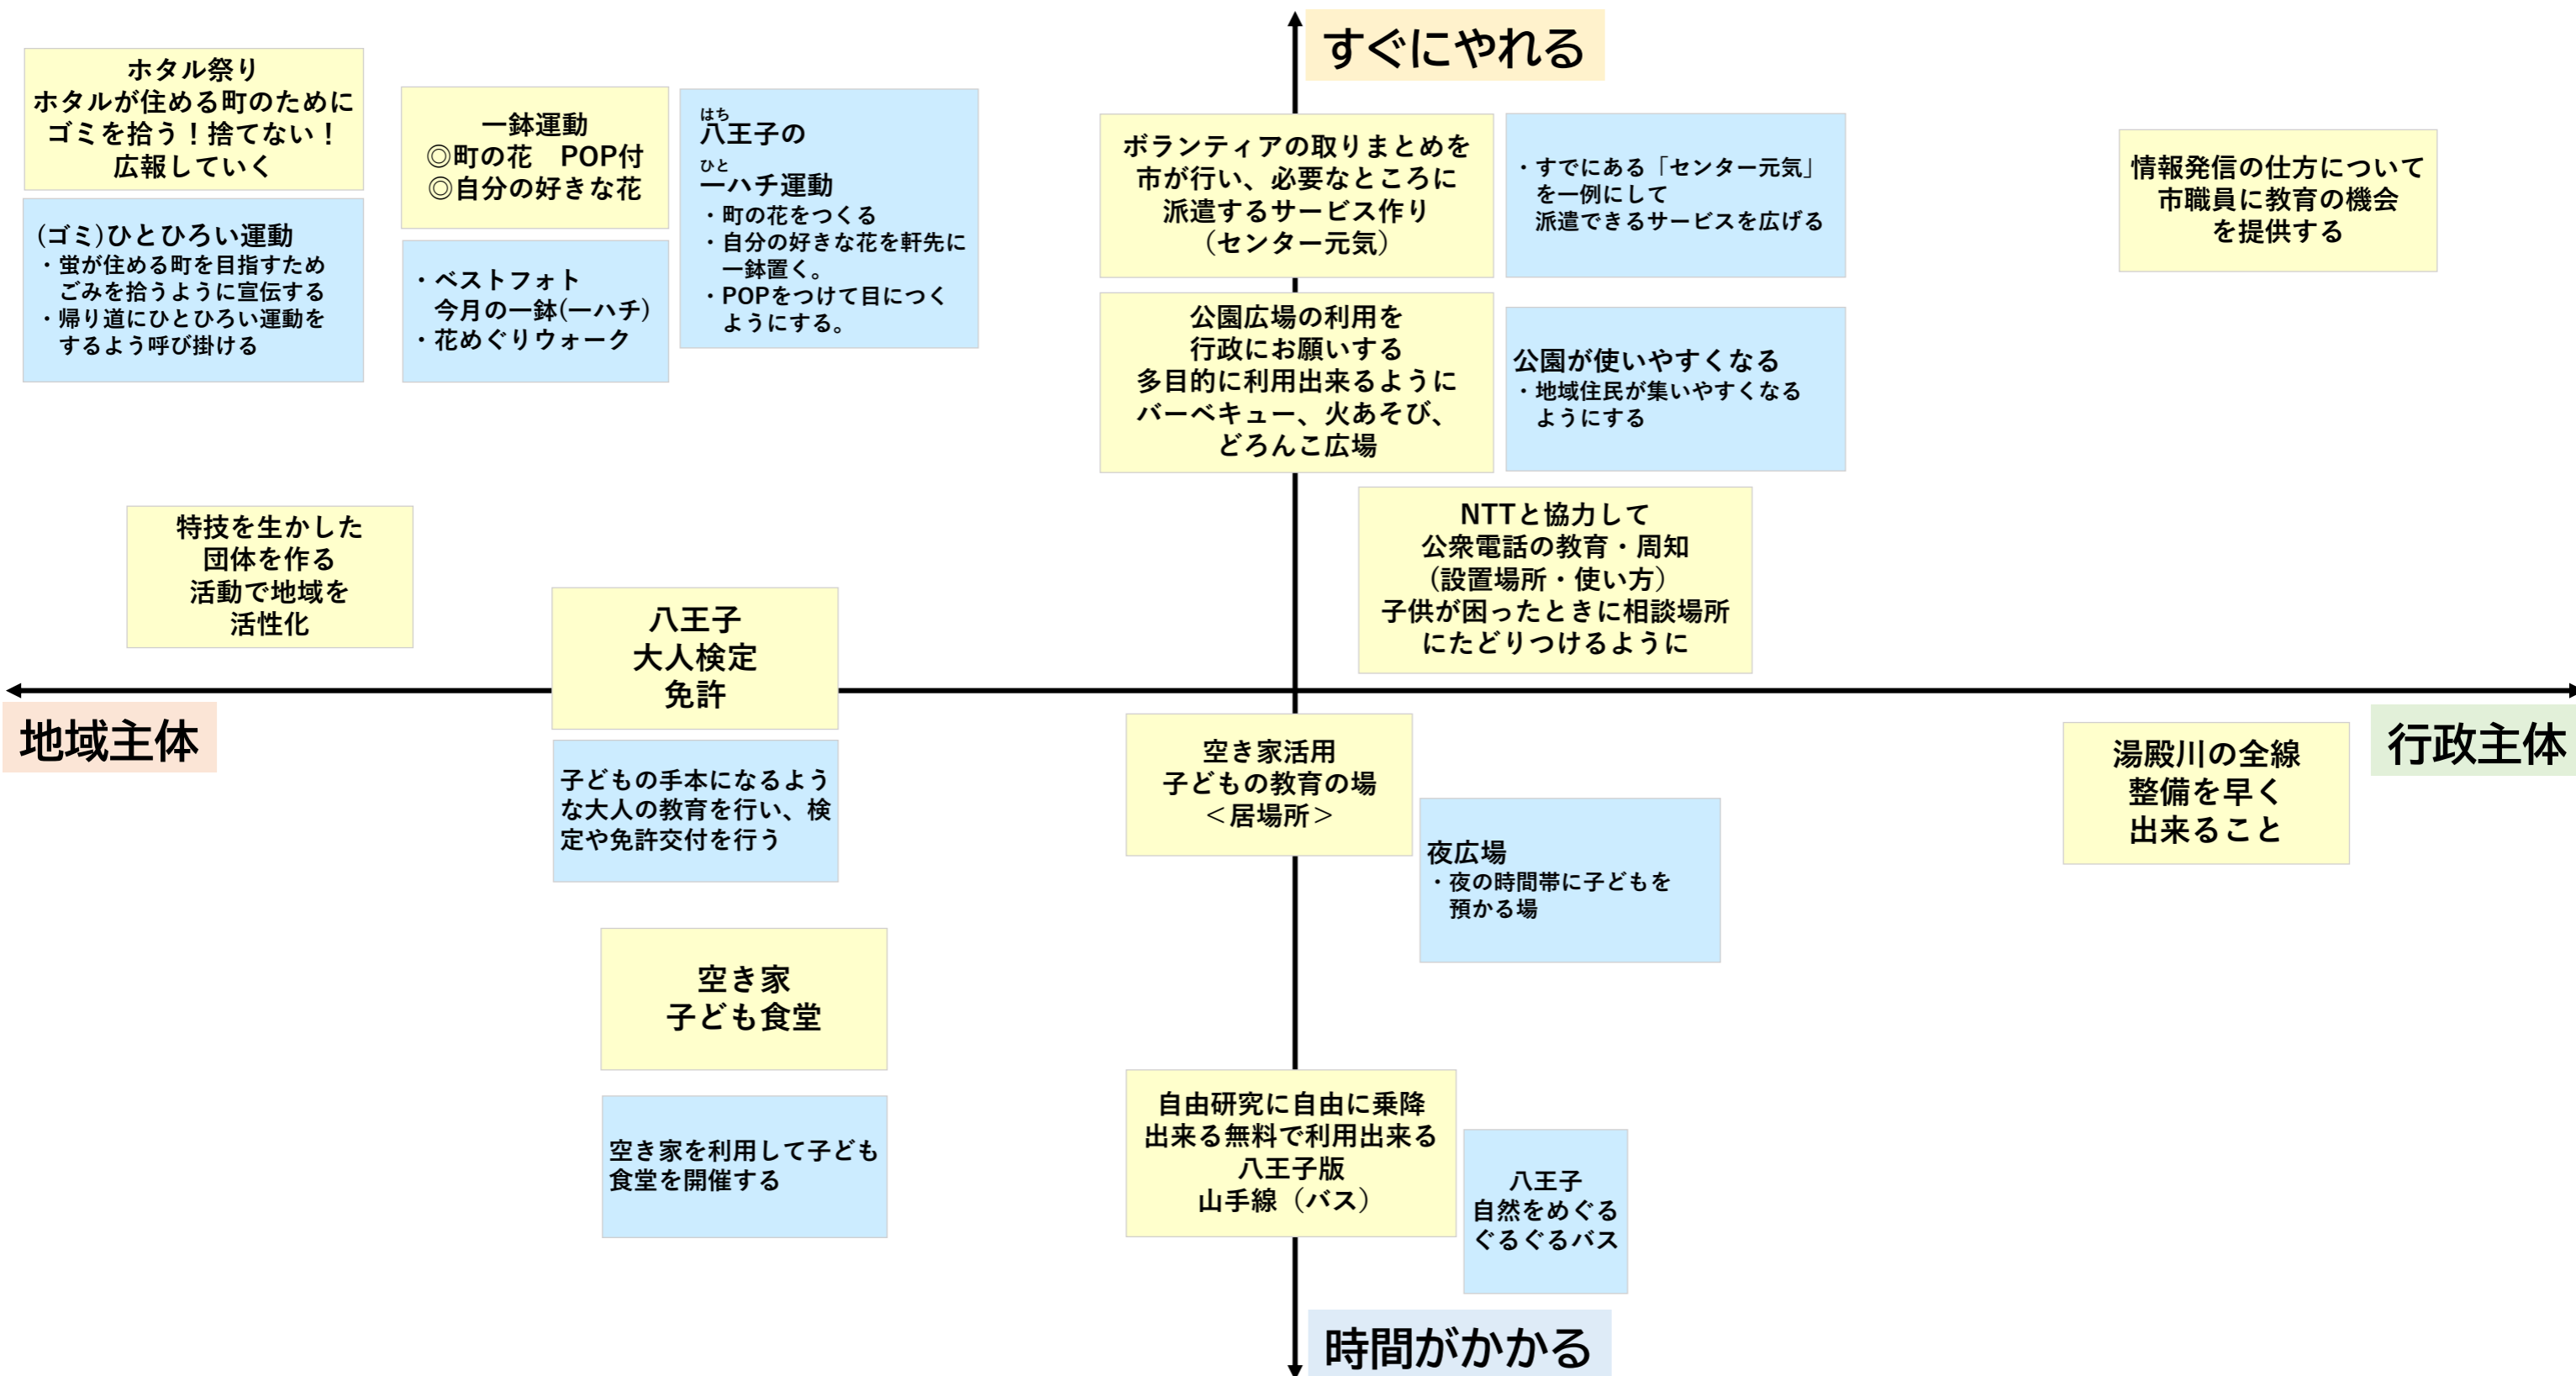 すぐにやれる
ホタル祭り
ホタルが住める町のために
ゴミを拾う！捨てない！
広報していく
(ゴミ)ひとひろい運動
・蛍が住める町を目指すため
ごみを拾うように宣伝する
・帰り道にひとひろい運動を
するよう呼び掛ける
一鉢運動
◎町の花　POP付
◎自分の好きな花
・ベストフォト
今月の一鉢(一ハチ)
・花めぐりウォーク
はち
八王子の
ひと
一ハチ運動
・町の花をつくる
・自分の好きな花を軒先に
一鉢置く。
・POPをつけて目につく
ようにする。
ボランティアの取りまとめを
市が行い、必要なところに
派遣するサービス作り
（センター元気）
・すでにある「センター元気」
を一例にして
派遣できるサービスを広げる
情報発信の仕方について
市職員に教育の機会
を提供する
公園広場の利用を
行政にお願いする
多目的に利用出来るように
バーベキュー、火あそび、
どろんこ広場
公園が使いやすくなる
・地域住民が集いやすくなる
ようにする
特技を生かした
団体を作る
活動で地域を
活性化
NTTと協力して
公衆電話の教育・周知
（設置場所・使い方）
子供が困ったときに相談場所
にたどりつけるように
八王子
大人検定
免許
子どもの手本になるよう
な大人の教育を行い、検
定や免許交付を行う
地域主体
行政主体
空き家活用
子どもの教育の場
＜居場所＞
夜広場
・夜の時間帯に子どもを
預かる場
湯殿川の全線
整備を早く
出来ること
空き家
子ども食堂
空き家を利用して子ども
食堂を開催する
自由研究に自由に乗降
出来る無料で利用出来る
八王子版
山手線（バス）
八王子
自然をめぐる
ぐるぐるバス
時間がかかる